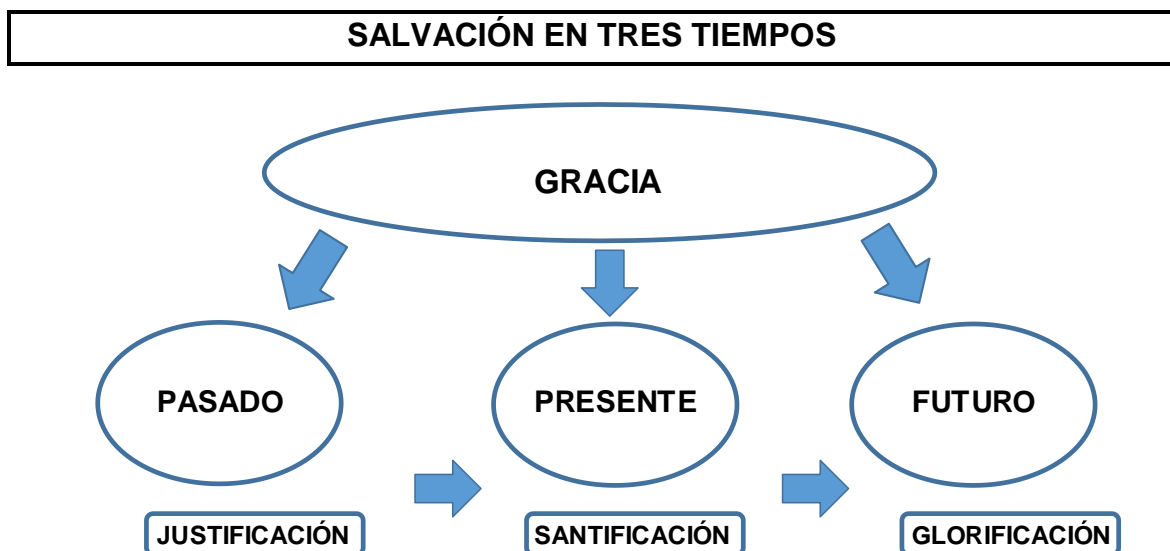 SALVACIÓN EN TRES TIEMPOS
GRACIA
PASADO
PRESENTE
FUTURO
JUSTIFICACIÓN
SANTIFICACIÓN
GLORIFICACIÓN